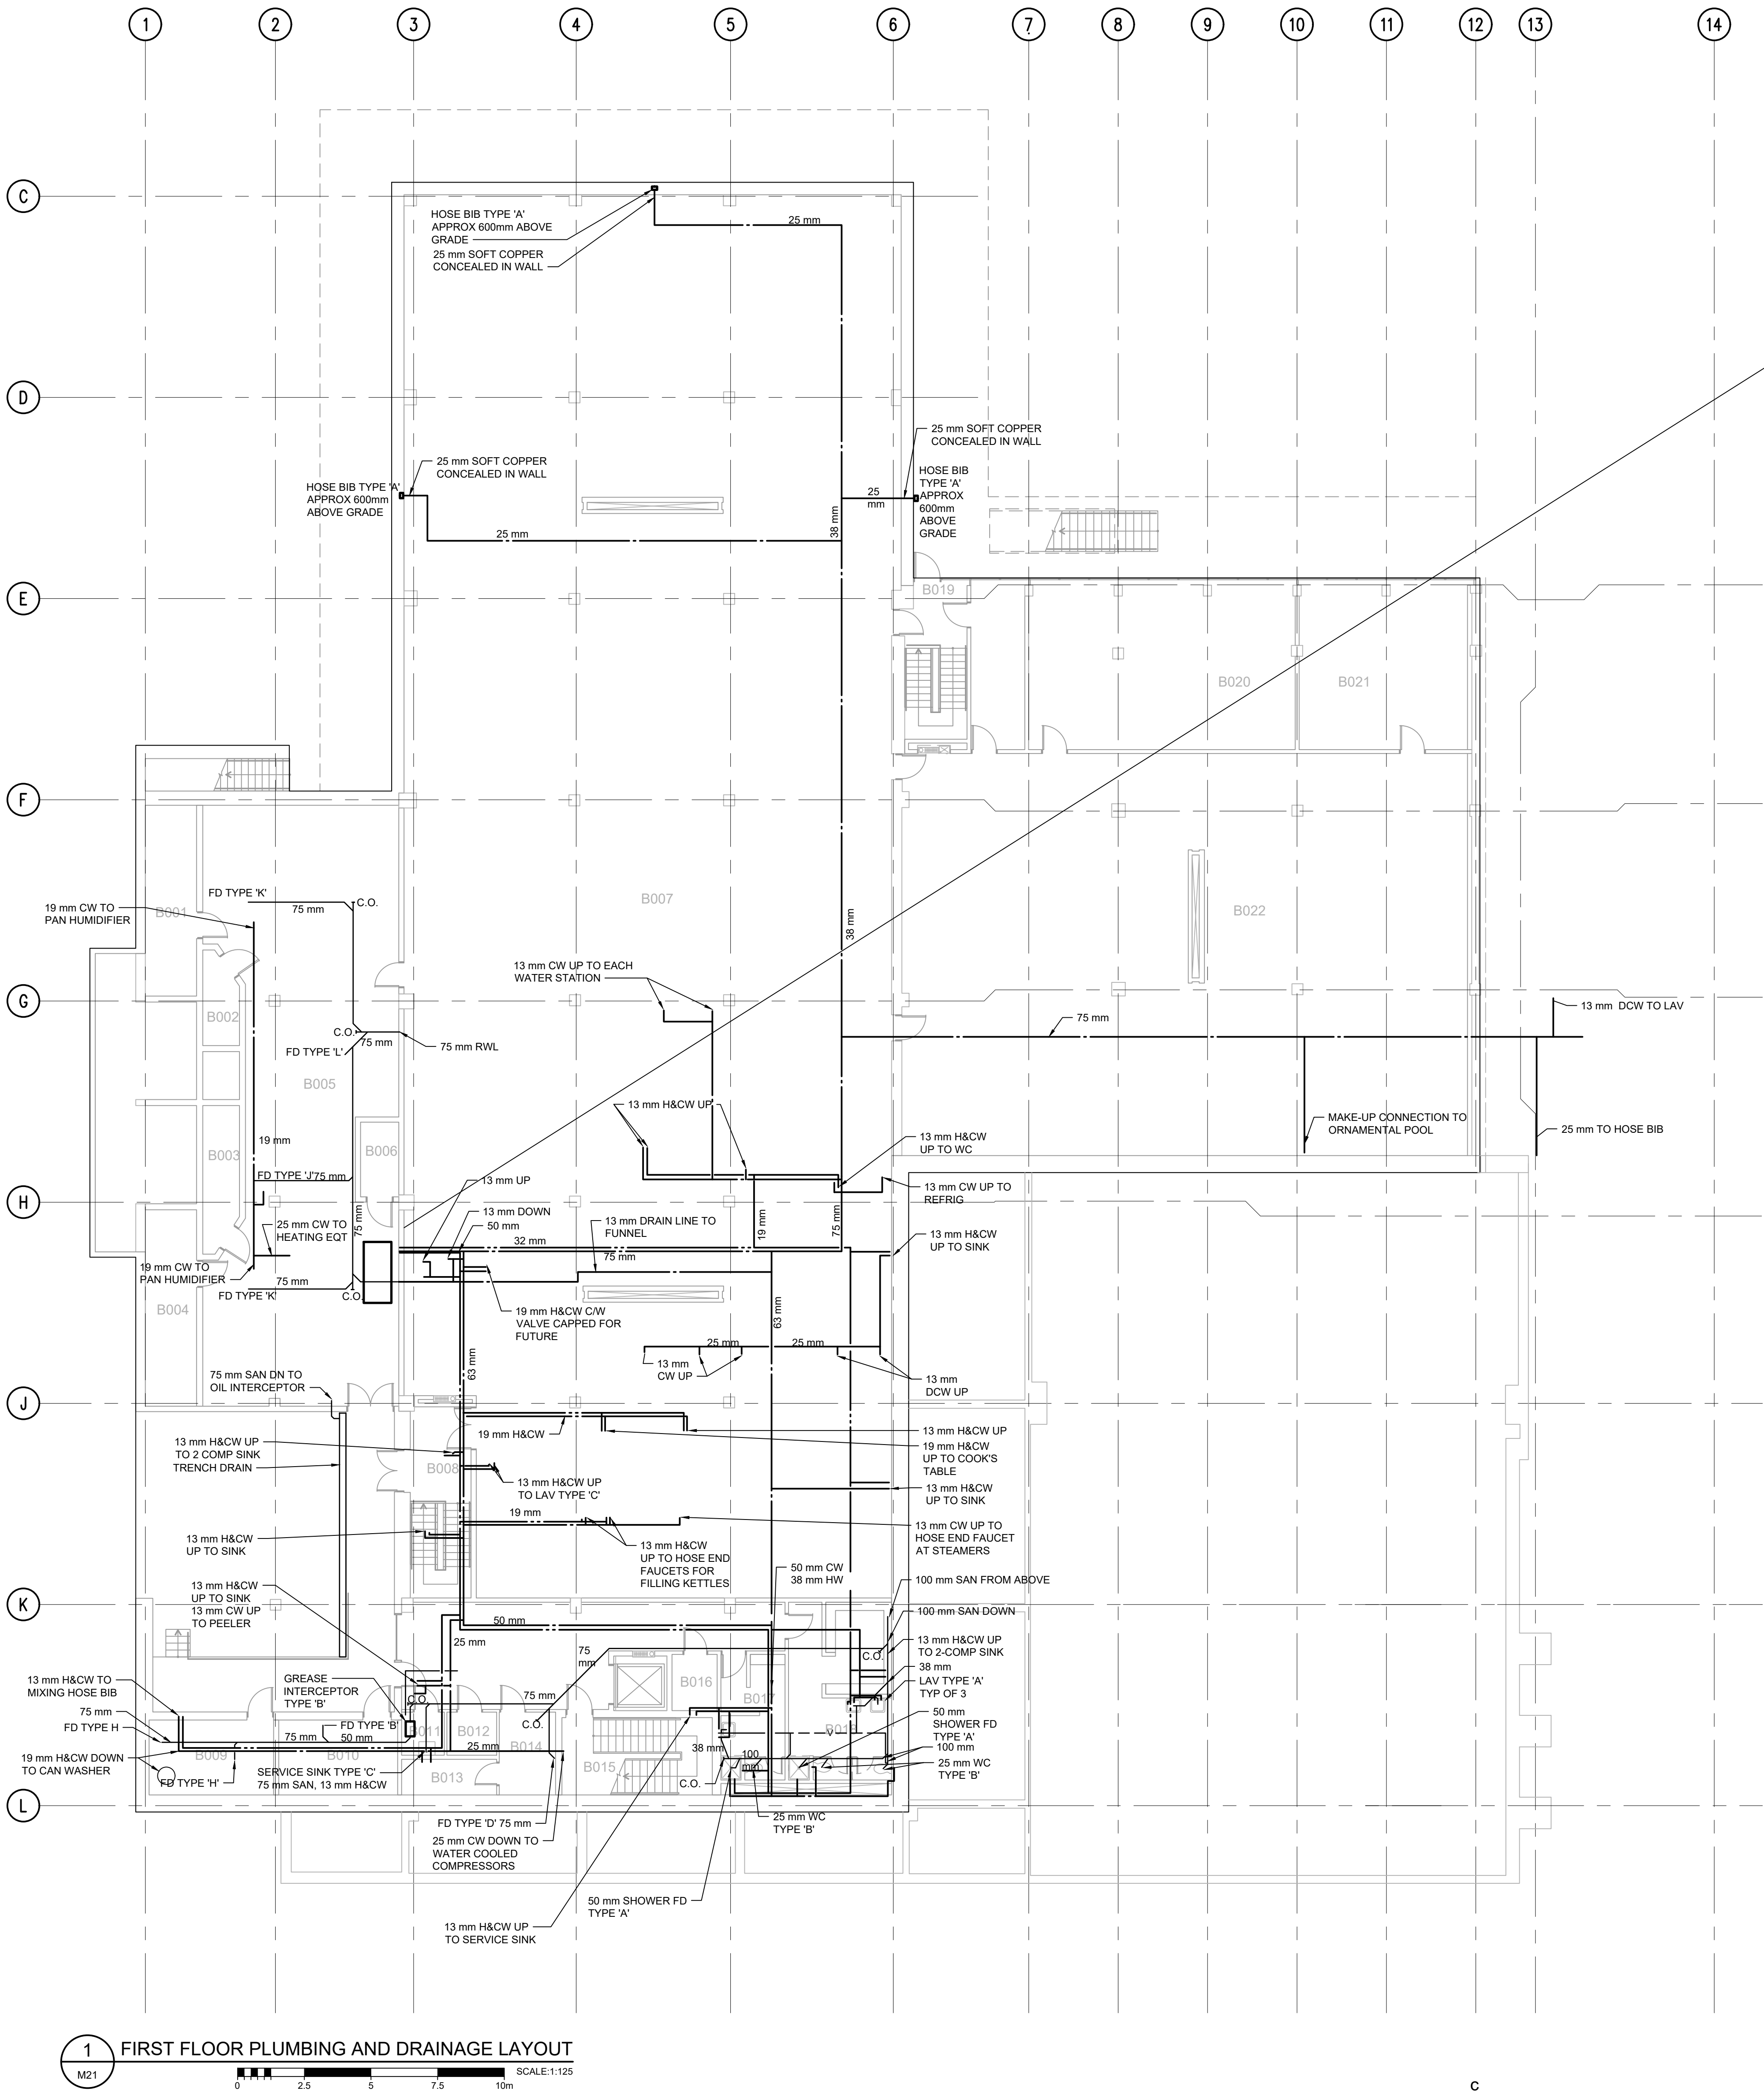 1 2 3 4 5 6 7 8 9 10 11 12 13 14
C
HOSE BIB TYPE 'A'
APPROX 600mm ABOVE
GRADE
25 mm SOFT COPPER
CONCEALED IN WALL
25 mm
D
25 mm SOFT COPPER
CONCEALED IN WALL
HOSE BIB TYPE 'A'
APPROX 600mm
ABOVE GRADE
25 mm
38 mm
25
mm
25 mm SOFT COPPER
CONCEALED IN WALL
HOSE BIB
TYPE 'A'
APPROX
600mm
ABOVE
GRADE
E
B019
B020
B021
F
FD TYPE 'K'
75 mm
C.O.
19 mm CW TO
PAN HUMIDIFIER
B001
B007
38 mm
B022
13 mm CW UP TO EACH
WATER STATION
G
B002
C.O.
75 mm
FD TYPE 'L'
75 mm RWL
B005
75 mm
13 mm DCW TO LAV
13 mm H&CW UP
MAKE-UP CONNECTION TO
ORNAMENTAL POOL
25 mm TO HOSE BIB
19 mm
B003
B006
13 mm H&CW
UP TO WC
FD TYPE 'J'
75 mm
13 mm UP
H
13 mm CW UP TO
REFRIG
75 mm
25 mm CW TO
HEATING EQT
13 mm DOWN
50 mm
32 mm
13 mm DRAIN LINE TO
FUNNEL
75 mm
19 mm
75 mm
13 mm H&CW
UP TO SINK
19 mm CW TO
PAN HUMIDIFIER
75 mm
FD TYPE 'K'
C.O.
B004
19 mm H&CW C/W
VALVE CAPPED FOR
FUTURE
63 mm
63 mm
25 mm
25 mm
13 mm
CW UP
13 mm
DCW UP
75 mm SAN DN TO
OIL INTERCEPTOR
J
13 mm H&CW UP
TO 2 COMP SINK
TRENCH DRAIN
19 mm H&CW
13 mm H&CW UP
19 mm H&CW
UP TO COOK'S
TABLE
B008
13 mm H&CW UP
TO LAV TYPE 'C'
13 mm H&CW
UP TO SINK
19 mm
13 mm H&CW
UP TO SINK
13 mm H&CW
UP TO HOSE END
FAUCETS FOR
FILLING KETTLES
13 mm CW UP TO
HOSE END FAUCET
AT STEAMERS
50 mm CW
38 mm HW
100 mm SAN FROM ABOVE
13 mm H&CW
UP TO SINK
13 mm CW UP
TO PEELER
K
50 mm
100 mm SAN DOWN
25 mm
75
mm
C.O.
13 mm H&CW UP
TO 2-COMP SINK
38 mm
LAV TYPE 'A'
TYP OF 3
13 mm H&CW TO
MIXING HOSE BIB
GREASE
INTERCEPTOR
TYPE 'B'
C.O.
75 mm
B016
B017
75 mm
FD TYPE H
FD TYPE 'B'
75 mm
50 mm
B011
B012
C.O.
V
B018
50 mm
SHOWER FD
TYPE 'A'
19 mm H&CW DOWN
TO CAN WASHER
B009
B010
25 mm
B014
38 mm
100
mm
100 mm
25 mm WC
TYPE 'B'
FD TYPE 'H'
SERVICE SINK TYPE 'C'
75 mm SAN, 13 mm H&CW
B013
B015
C.O.
L
FD TYPE 'D' 75 mm
25 mm WC
TYPE 'B'
25 mm CW DOWN TO
WATER COOLED
COMPRESSORS
50 mm SHOWER FD
TYPE 'A'
13 mm H&CW UP
TO SERVICE SINK
1
M21
FIRST FLOOR PLUMBING AND DRAINAGE LAYOUT
SCALE:1:125
0 2.5 5 7.5 10m
c